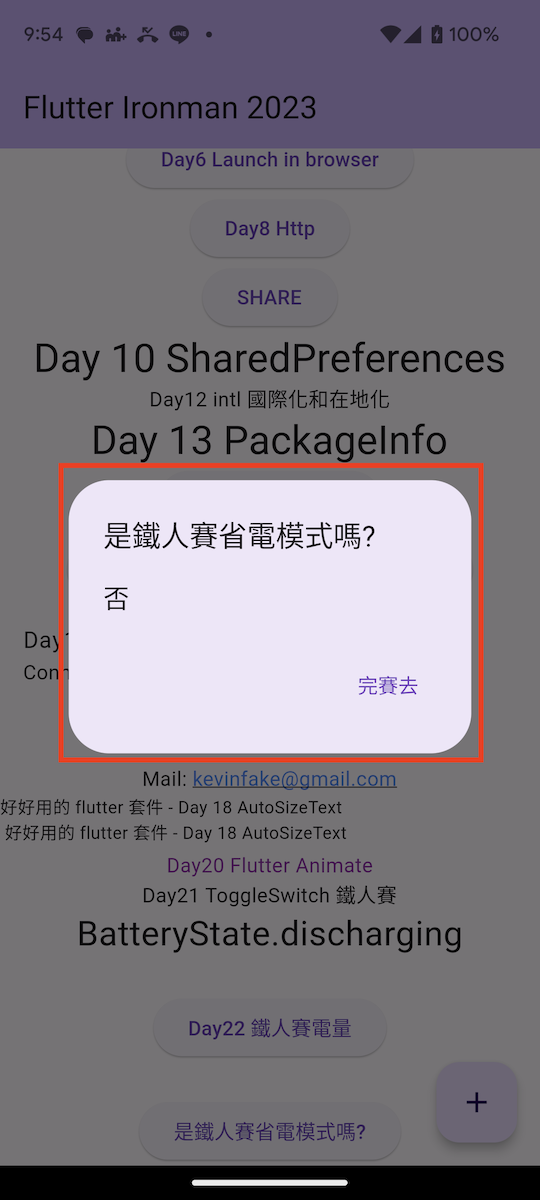 9:54
LINE
100%
Flutter Ironman 2023
Day6 Launch in browser
Day8 Http
SHARE
Day 10 SharedPreferences
Day12 intl 國際化和在地化
Day 13 PackageInfo
是鐵人賽省電模式嗎?
否
Day1
Conn
完賽去
Mail: kevinfake@gmail.com
好好用的 flutter 套件 - Day 18 AutoSizeText
好好用的 flutter 套件 - Day 18 AutoSizeText
Day20 Flutter Animate
Day21 ToggleSwitch 鐵人賽
BatteryState.discharging
Day22 鐵人賽電量
+
是鐵人賽省電模式嗎?